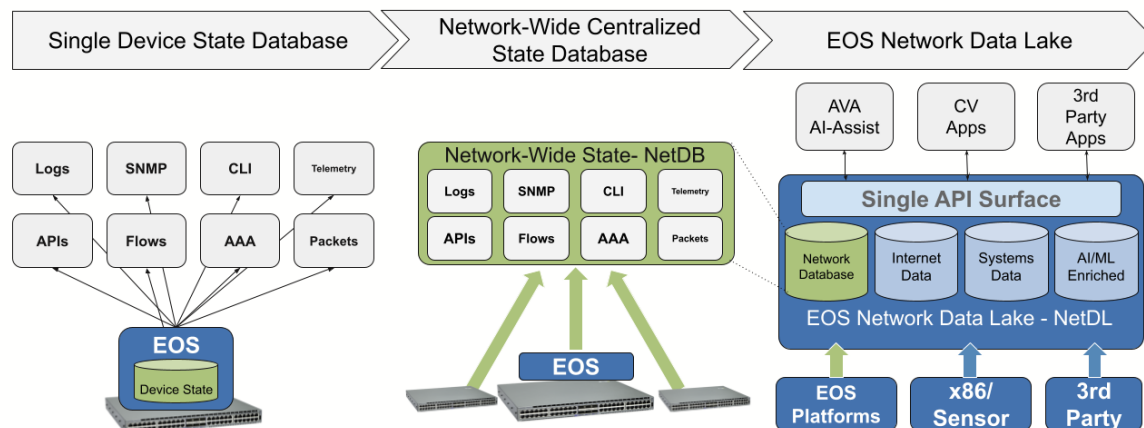 Single Device State Database
Network-Wide Centralized
State Database
EOS Network Data Lake
Logs
SNMP
CLI
Telemetry
APIs
Flows
AAA
Packets
EOS
Device State
Network-Wide State- NetDB
Logs
SNMP
CLI
Telemetry
APIs
Flows
AAA
Packets
EOS
AVA
AI-Assist
CV
Apps
3rd
Party
Apps
Single API Surface
Network
Database
Internet
Data
Systems
Data
AI/ML
Enriched
EOS Network Data Lake - NetDL
EOS
Platforms
x86/
Sensor
3rd
Party